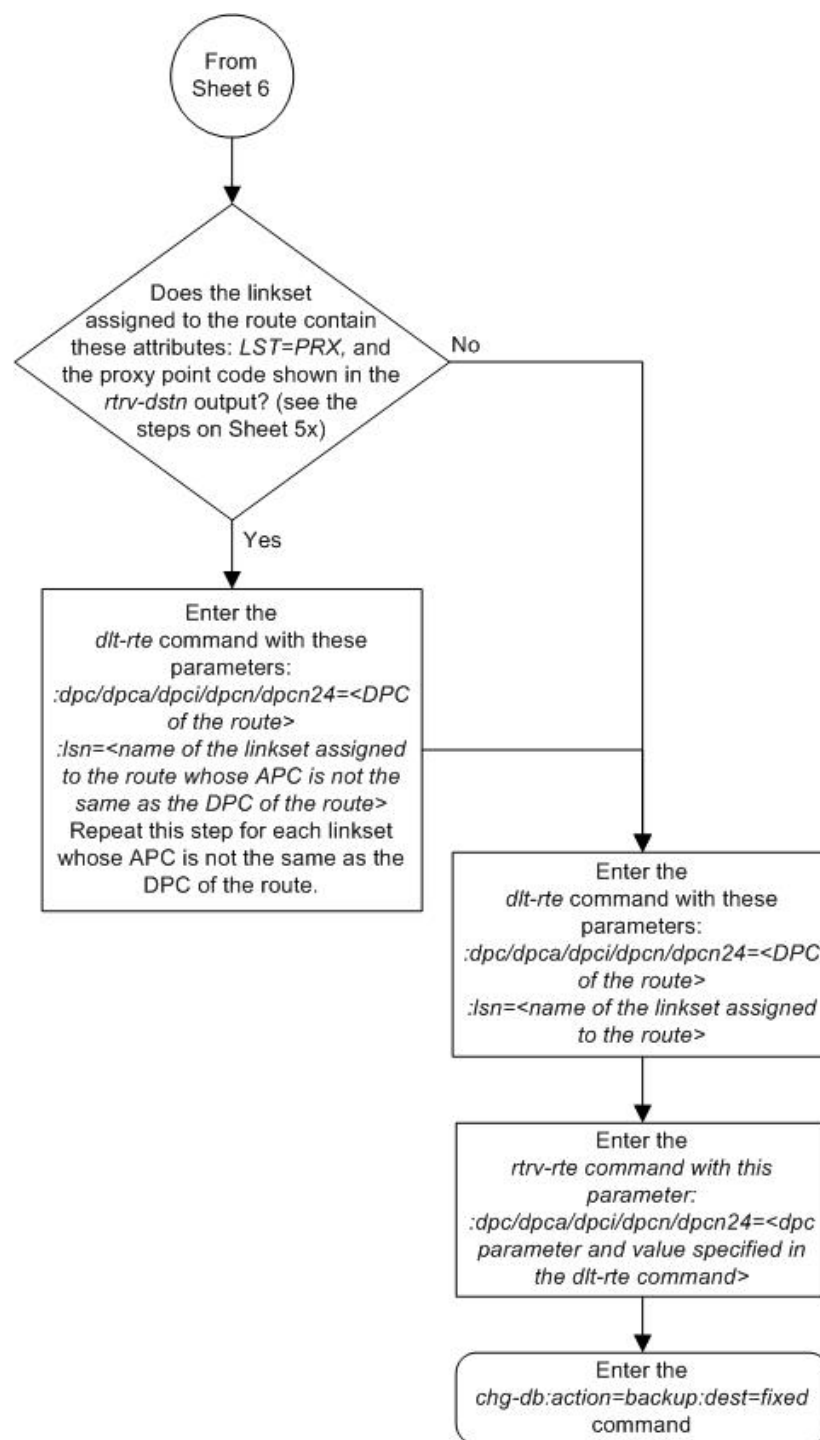 From
Sheet 6
Does the linkset
assigned to the route contain
these attributes: LST=PRX, and
the proxy point code shown in the
rtrv-dstn output? (see the
steps on Sheet 5x)
No
Yes
Enter the
dlt-rte command with these
parameters:
:dpc/dpca/dpci/dpcn/dpcn24=<DPC
of the route>
:lsn=<name of the linkset assigned
to the route whose APC is not the
same as the DPC of the route>
Repeat this step for each linkset
whose APC is not the same as the
DPC of the route.
Enter the
dlt-rte command with these
parameters:
:dpc/dpca/dpci/dpcn/dpcn24=<DPC
of the route>
:lsn=<name of the linkset assigned
to the route>
Enter the
rtrv-rte command with this
parameter:
:dpc/dpca/dpci/dpcn/dpcn24=<dpc
parameter and value specified in
the dlt-rte command>
Enter the
chg-db:action=backup:dest=fixed
command